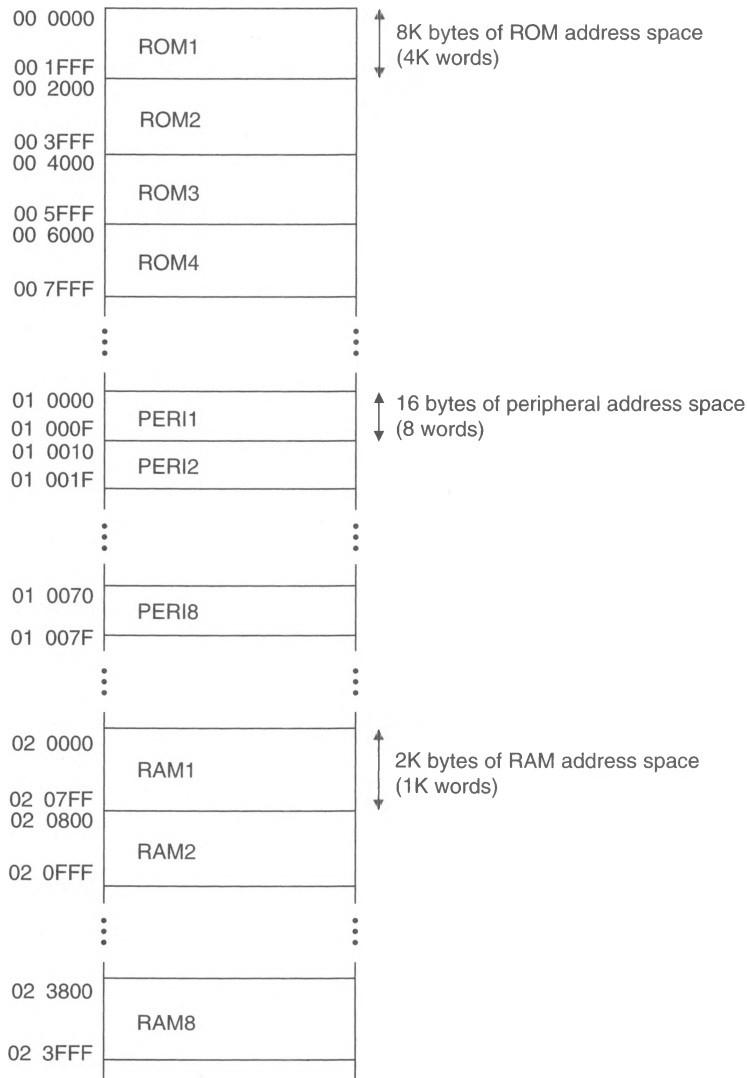 00 0000
ROM1
8K bytes of ROM address space
(4K words)
00 1FFF
00 2000
ROM2
00 3FFF
00 4000
ROM3
00 5FFF
00 6000
ROM4
00 7FFF
01 0000
PERI1
16 bytes of peripheral address space
(8 words)
01 000F
01 0010
PERI2
01 001F
01 0070
PERI8
01 007F
02 0000
RAM1
2K bytes of RAM address space
(1K words)
02 07FF
02 0800
RAM2
02 0FFF
02 3800
RAM8
02 3FFF